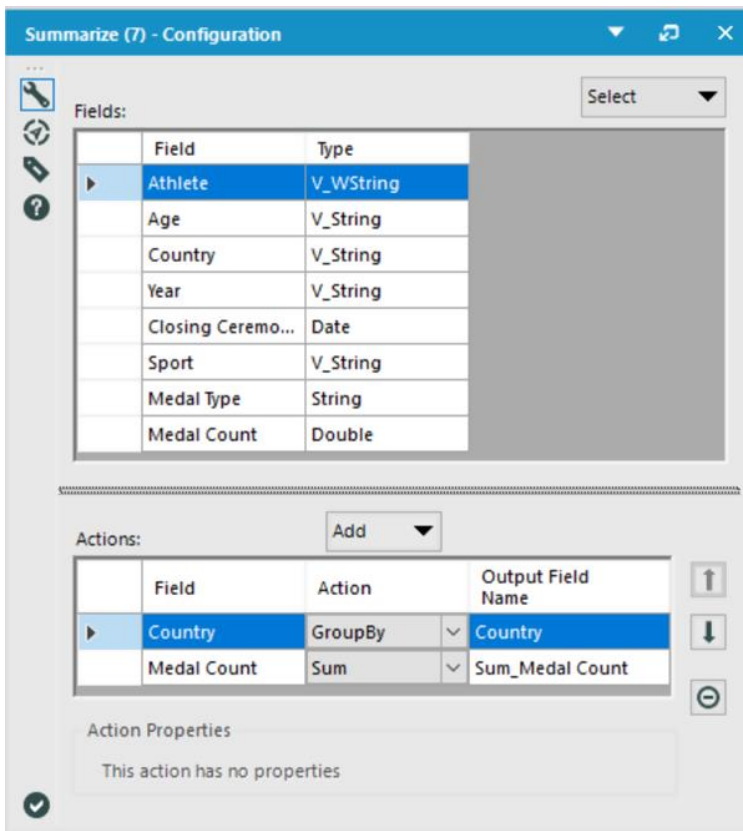 Summarize (7) - Configuration
Select
Fields:
Field Type
Athlete V_WString
Age V_String
Country V_String
Year V_String
Closing Ceremo... Date
Sport V_String
Medal Type String
Medal Count Double
Actions:
Add
Field Action Output Field
Name
Country GroupBy Country
Medal Count Sum Sum_Medal Count
Action Properties
This action has no properties